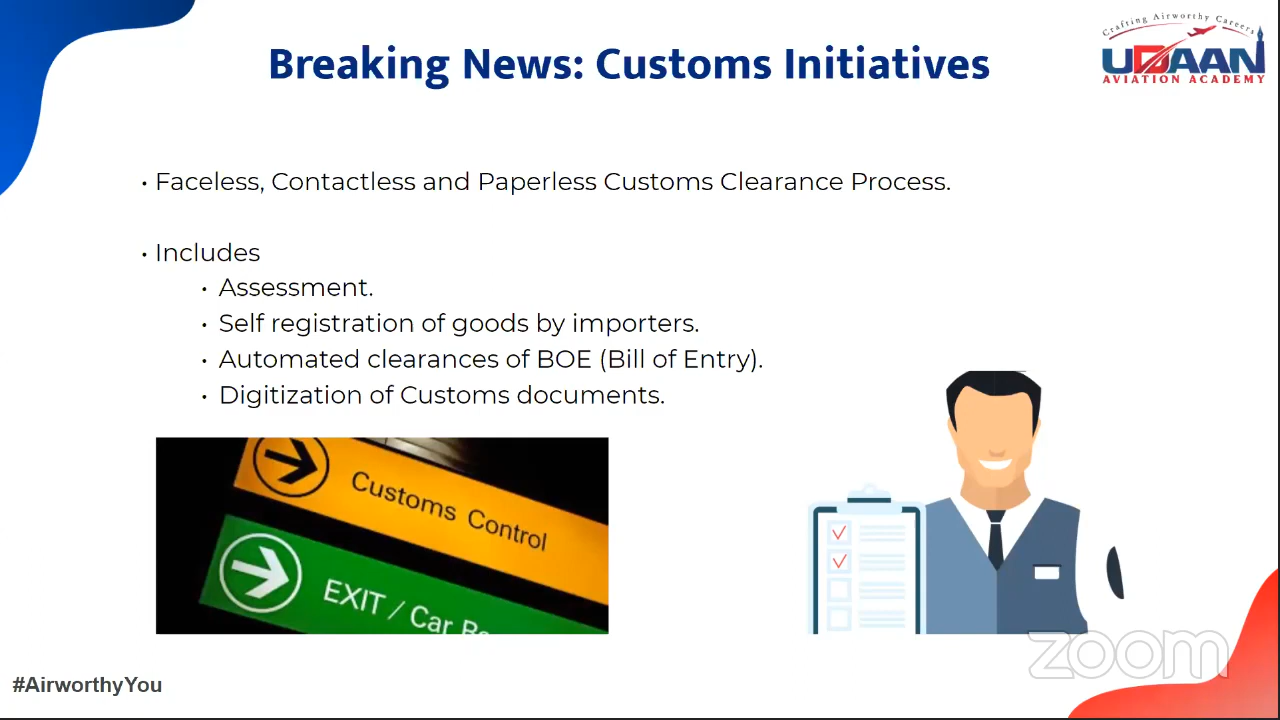 Crafting Airworthy Careers
UDAAN
AVIATION ACADEMY
Breaking News: Customs Initiatives
• Faceless, Contactless and Paperless Customs Clearance Process.
• Includes
• Assessment.
• Self registration of goods by importers.
• Automated clearances of BOE (Bill of Entry).
• Digitization of Customs documents.
Customs Control
EXIT / Car
zoom
#AirworthyYou